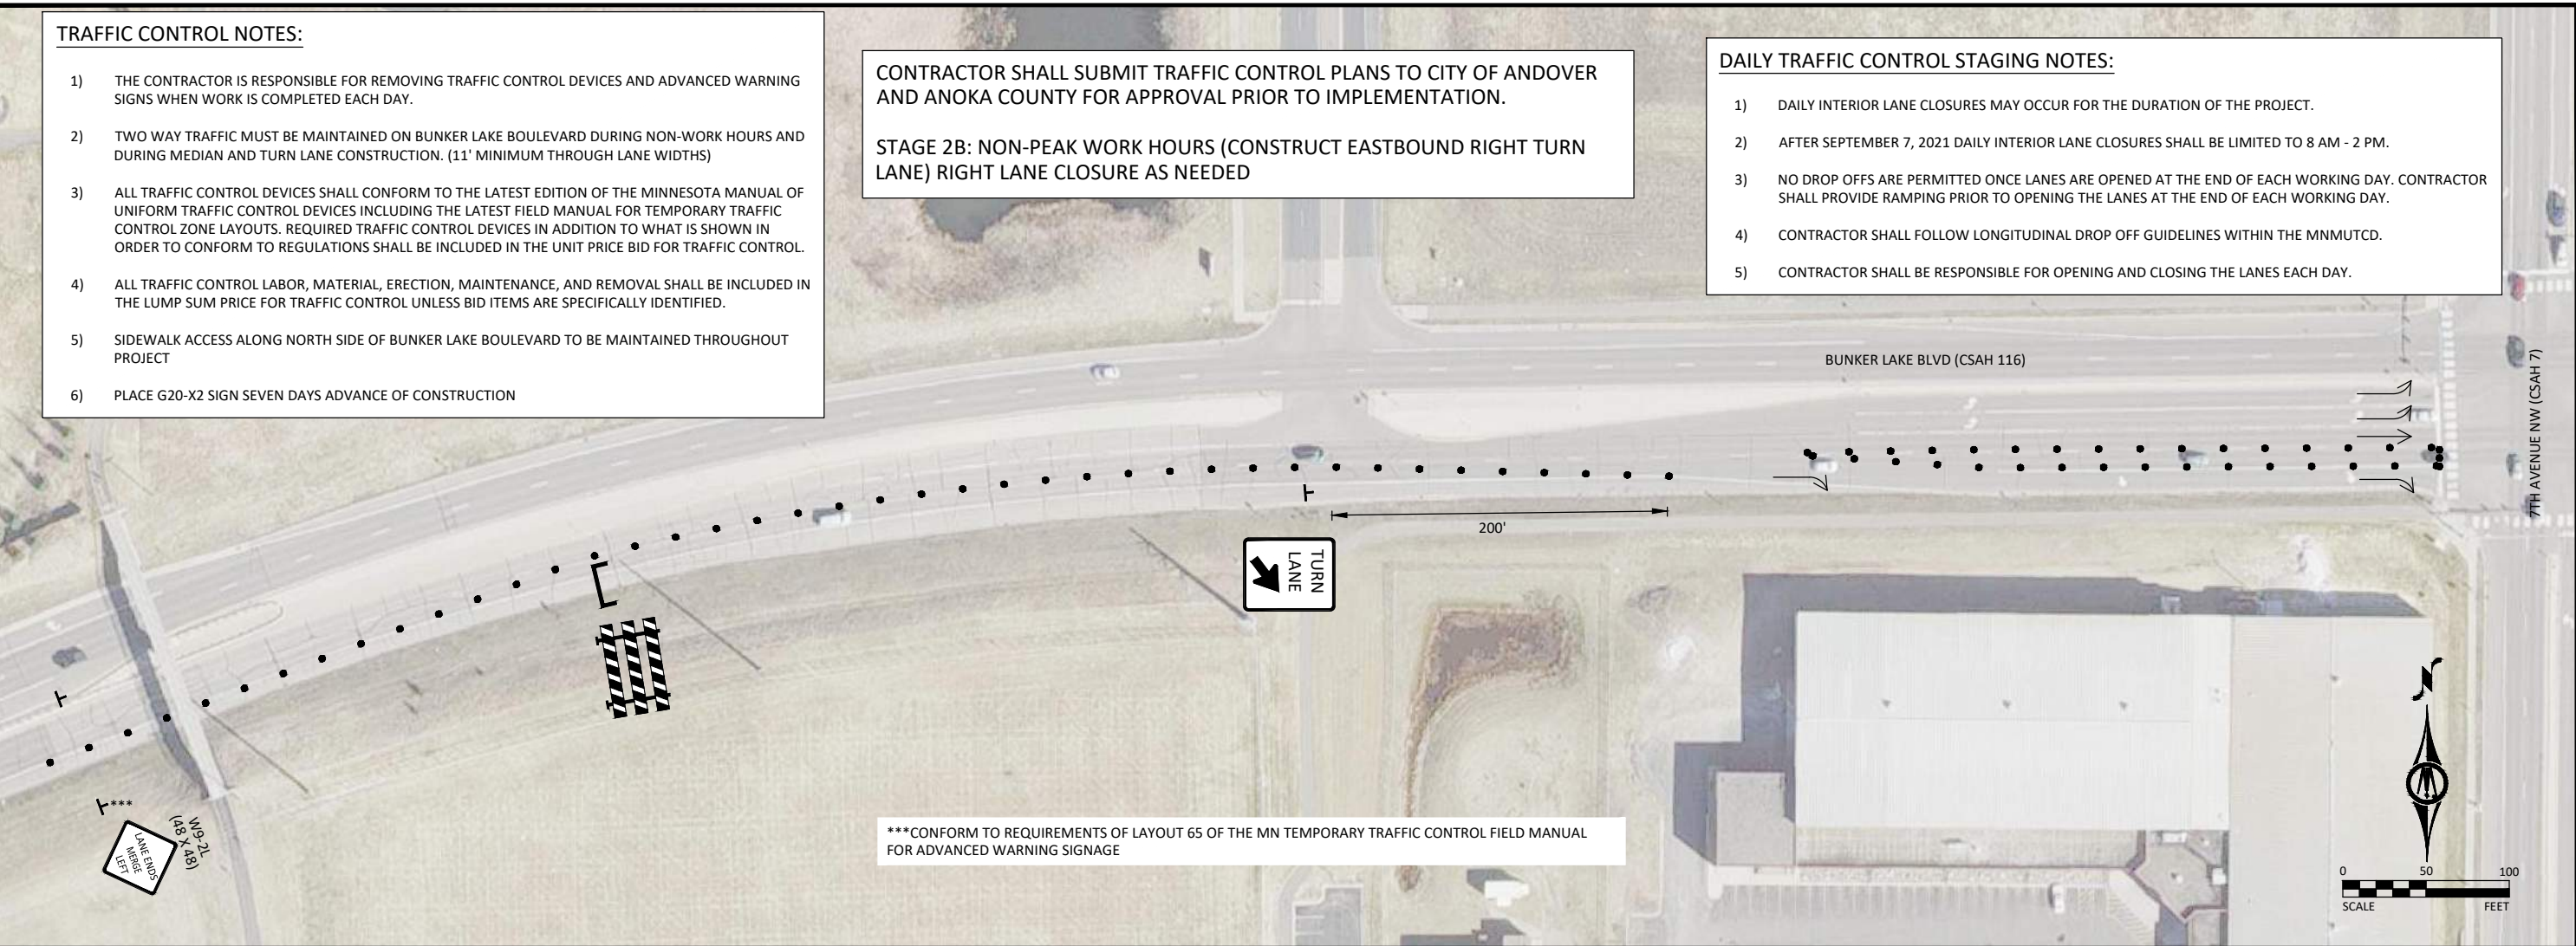 TRAFFIC CONTROL NOTES:
1) THE CONTRACTOR IS RESPONSIBLE FOR REMOVING TRAFFIC CONTROL DEVICES AND ADVANCED WARNING
SIGNS WHEN WORK IS COMPLETED EACH DAY.
2) TWO WAY TRAFFIC MUST BE MAINTAINED ON BUNKER LAKE BOULEVARD DURING NON-WORK HOURS AND
DURING MEDIAN AND TURN LANE CONSTRUCTION. (11' MINIMUM THROUGH LANE WIDTHS)
3) ALL TRAFFIC CONTROL DEVICES SHALL CONFORM TO THE LATEST EDITION OF THE MINNESOTA MANUAL OF
UNIFORM TRAFFIC CONTROL DEVICES INCLUDING THE LATEST FIELD MANUAL FOR TEMPORARY TRAFFIC
CONTROL ZONE LAYOUTS. REQUIRED TRAFFIC CONTROL DEVICES IN ADDITION TO WHAT IS SHOWN IN
ORDER TO CONFORM TO REGULATIONS SHALL BE INCLUDED IN THE UNIT PRICE BID FOR TRAFFIC CONTROL.
4) ALL TRAFFIC CONTROL LABOR, MATERIAL, ERECTION, MAINTENANCE, AND REMOVAL SHALL BE INCLUDED IN
THE LUMP SUM PRICE FOR TRAFFIC CONTROL UNLESS BID ITEMS ARE SPECIFICALLY IDENTIFIED.
5) SIDEWALK ACCESS ALONG NORTH SIDE OF BUNKER LAKE BOULEVARD TO BE MAINTAINED THROUGHOUT
PROJECT
6) PLACE G20-X2 SIGN SEVEN DAYS ADVANCE OF CONSTRUCTION
CONTRACTOR SHALL SUBMIT TRAFFIC CONTROL PLANS TO CITY OF ANDOVER
AND ANOKA COUNTY FOR APPROVAL PRIOR TO IMPLEMENTATION.
STAGE 2B: NON-PEAK WORK HOURS (CONSTRUCT EASTBOUND RIGHT TURN
LANE) RIGHT LANE CLOSURE AS NEEDED
DAILY TRAFFIC CONTROL STAGING NOTES:
1) DAILY INTERIOR LANE CLOSURES MAY OCCUR FOR THE DURATION OF THE PROJECT.
2) AFTER SEPTEMBER 7, 2021 DAILY INTERIOR LANE CLOSURES SHALL BE LIMITED TO 8 AM - 2 PM.
3) NO DROP OFFS ARE PERMITTED ONCE LANES ARE OPENED AT THE END OF EACH WORKING DAY. CONTRACTOR
SHALL PROVIDE RAMPING PRIOR TO OPENING THE LANES AT THE END OF EACH WORKING DAY.
4) CONTRACTOR SHALL FOLLOW LONGITUDINAL DROP OFF GUIDELINES WITHIN THE MNMUTCD.
5) CONTRACTOR SHALL BE RESPONSIBLE FOR OPENING AND CLOSING THE LANES EACH DAY.
BUNKER LAKE BLVD (CSAH 116)
7TH AVENUE NW (CSAH 7)
200'
TURN
LANE
***
W9-2L
(48 X 48)
LANE ENDS
MERGE
LEFT
***CONFORM TO REQUIREMENTS OF LAYOUT 65 OF THE MN TEMPORARY TRAFFIC CONTROL FIELD MANUAL
FOR ADVANCED WARNING SIGNAGE
N
0 50 100
SCALE FEET